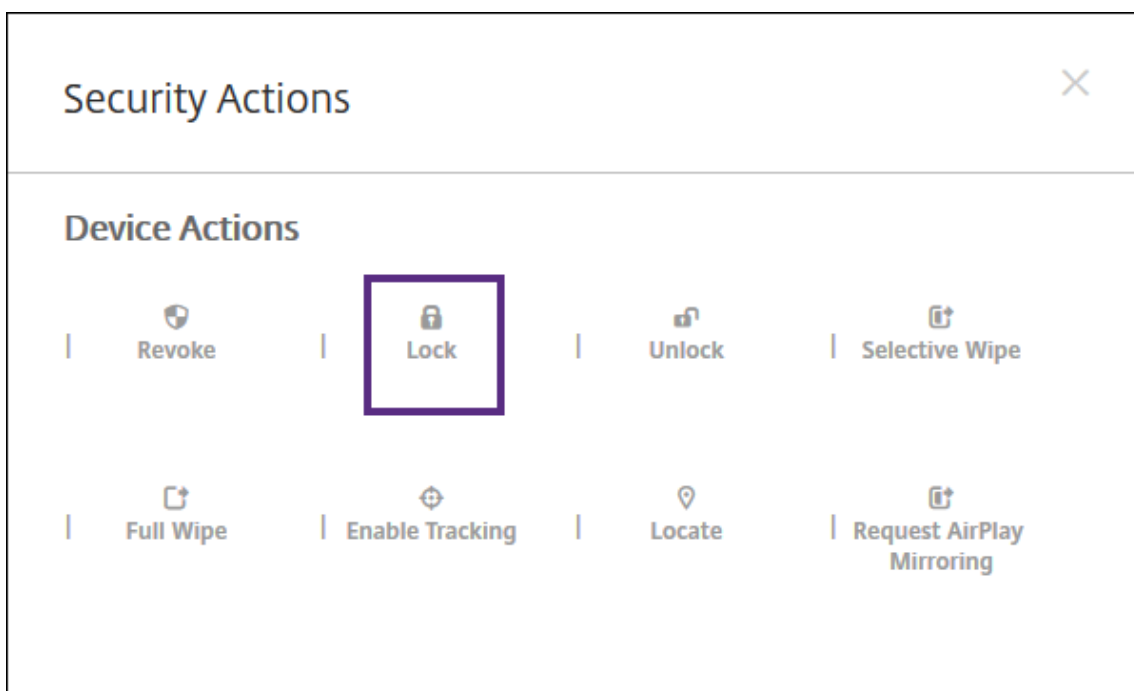 Security Actions
Device Actions
Revoke
Lock
Unlock
Selective Wipe
Full Wipe
Enable Tracking
Locate
Request AirPlay
Mirroring